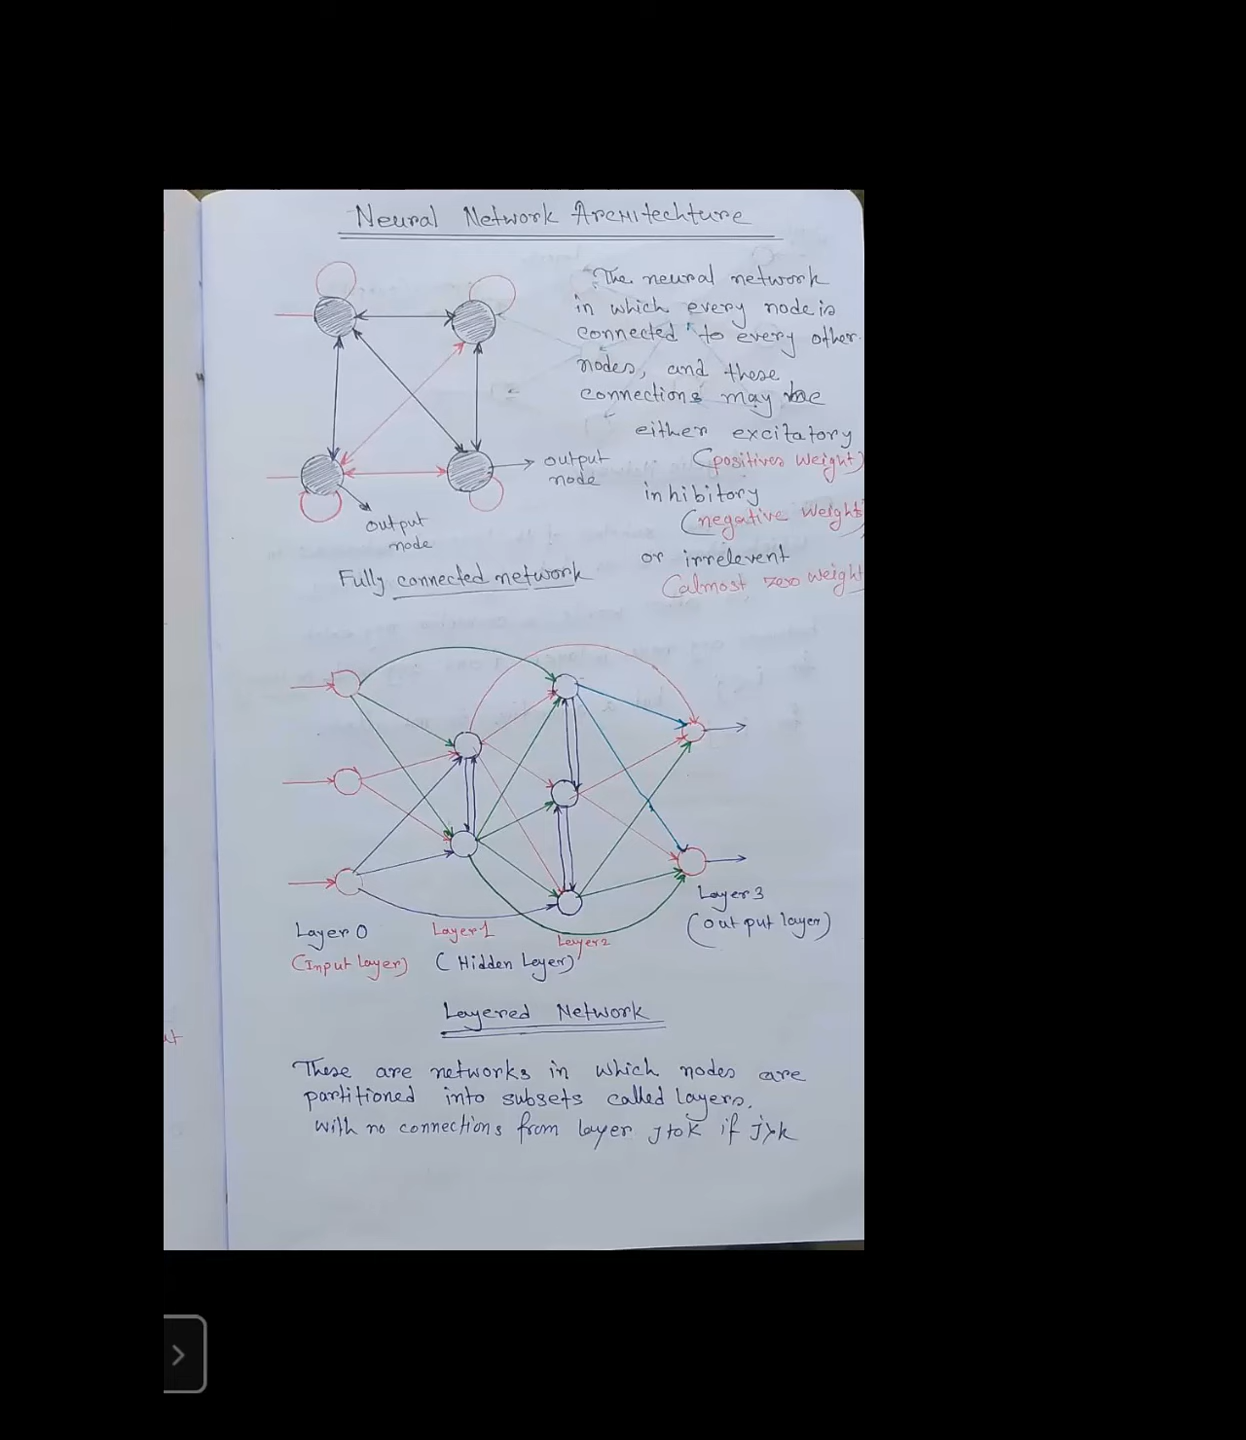 Neural Network Architechture
The neural network
in which every node is
connected to every other
nodes, and these
connections may be
either excitatory
(positives weight)
inhibitory
(negative weight)
or irrelevent
(almost zero weight
output
node
output
node
Fully connected network
Layer 0
(Input layer)
Layer 1
Layer 2
(Hidden Layer)
Layer 3
(output layer)
Layered Network
These are networks in which nodes are
partitioned into subsets called layers,
with no connections from layer j to k if j>k